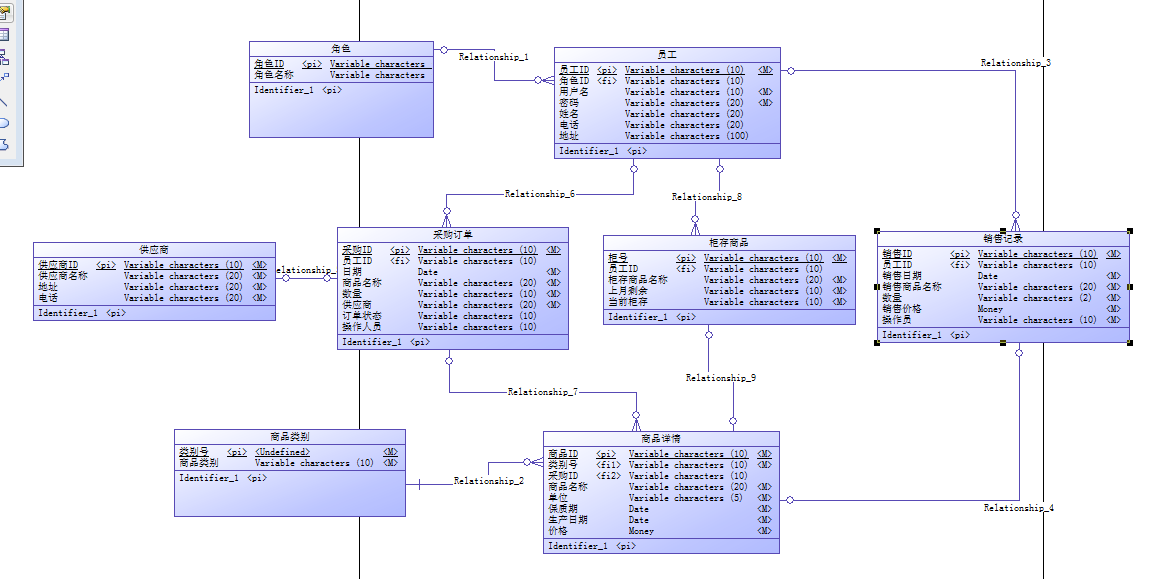 角色
角色ID <pi> Variable characters
角色名称 Variable characters
Identifier_1 <pi>
Relationship_1
员工
员工ID <pi> Variable characters (10) <M>
角色ID <fi> Variable characters (10)
用户名 Variable characters (10) <M>
密码 Variable characters (20) <M>
姓名 Variable characters (20)
电话 Variable characters (20)
地址 Variable characters (100)
Identifier_1 <pi>
Relationship_3
Relationship_6
Relationship_8
供应商
供应商ID <pi> Variable characters (10) <M>
供应商名称 Variable characters (20) <M>
地址 Variable characters (20) <M>
电话 Variable characters (20) <M>
Identifier_1 <pi>
elationship_
采购订单
采购ID <pi> Variable characters (10) <M>
员工ID <fi> Variable characters (10)
日期 Date <M>
商品名称 Variable characters (20) <M>
数量 Variable characters (10) <M>
供应商 Variable characters (20) <M>
订单状态 Variable characters (10)
操作人员 Variable characters (10)
Identifier_1 <pi>
柜存商品
柜号 <pi> Variable characters (10) <M>
员工ID <fi> Variable characters (10)
柜存商品名称 Variable characters (20) <M>
上月剩余 Variable characters (10) <M>
当前柜存 Variable characters (10) <M>
Identifier_1 <pi>
销售记录
销售ID <pi> Variable characters (10) <M>
员工ID <fi> Variable characters (10)
销售日期 Date <M>
销售商品名称 Variable characters (20) <M>
数量 Variable characters (2) <M>
销售价格 Money <M>
操作员 Variable characters (10) <M>
Identifier_1 <pi>
Relationship_7
Relationship_9
商品类别
类别号 <pi> <Undefined> <M>
商品类别 Variable characters (10) <M>
Identifier_1 <pi>
Relationship_2
商品详情
商品ID <pi> Variable characters (10) <M>
类别号 <fi1> Variable characters (10) <M>
采购ID <fi2> Variable characters (10)
商品名称 Variable characters (20) <M>
单位 Variable characters (5) <M>
保质期 Date <M>
生产日期 Date <M>
价格 Money <M>
Identifier_1 <pi>
Relationship_4